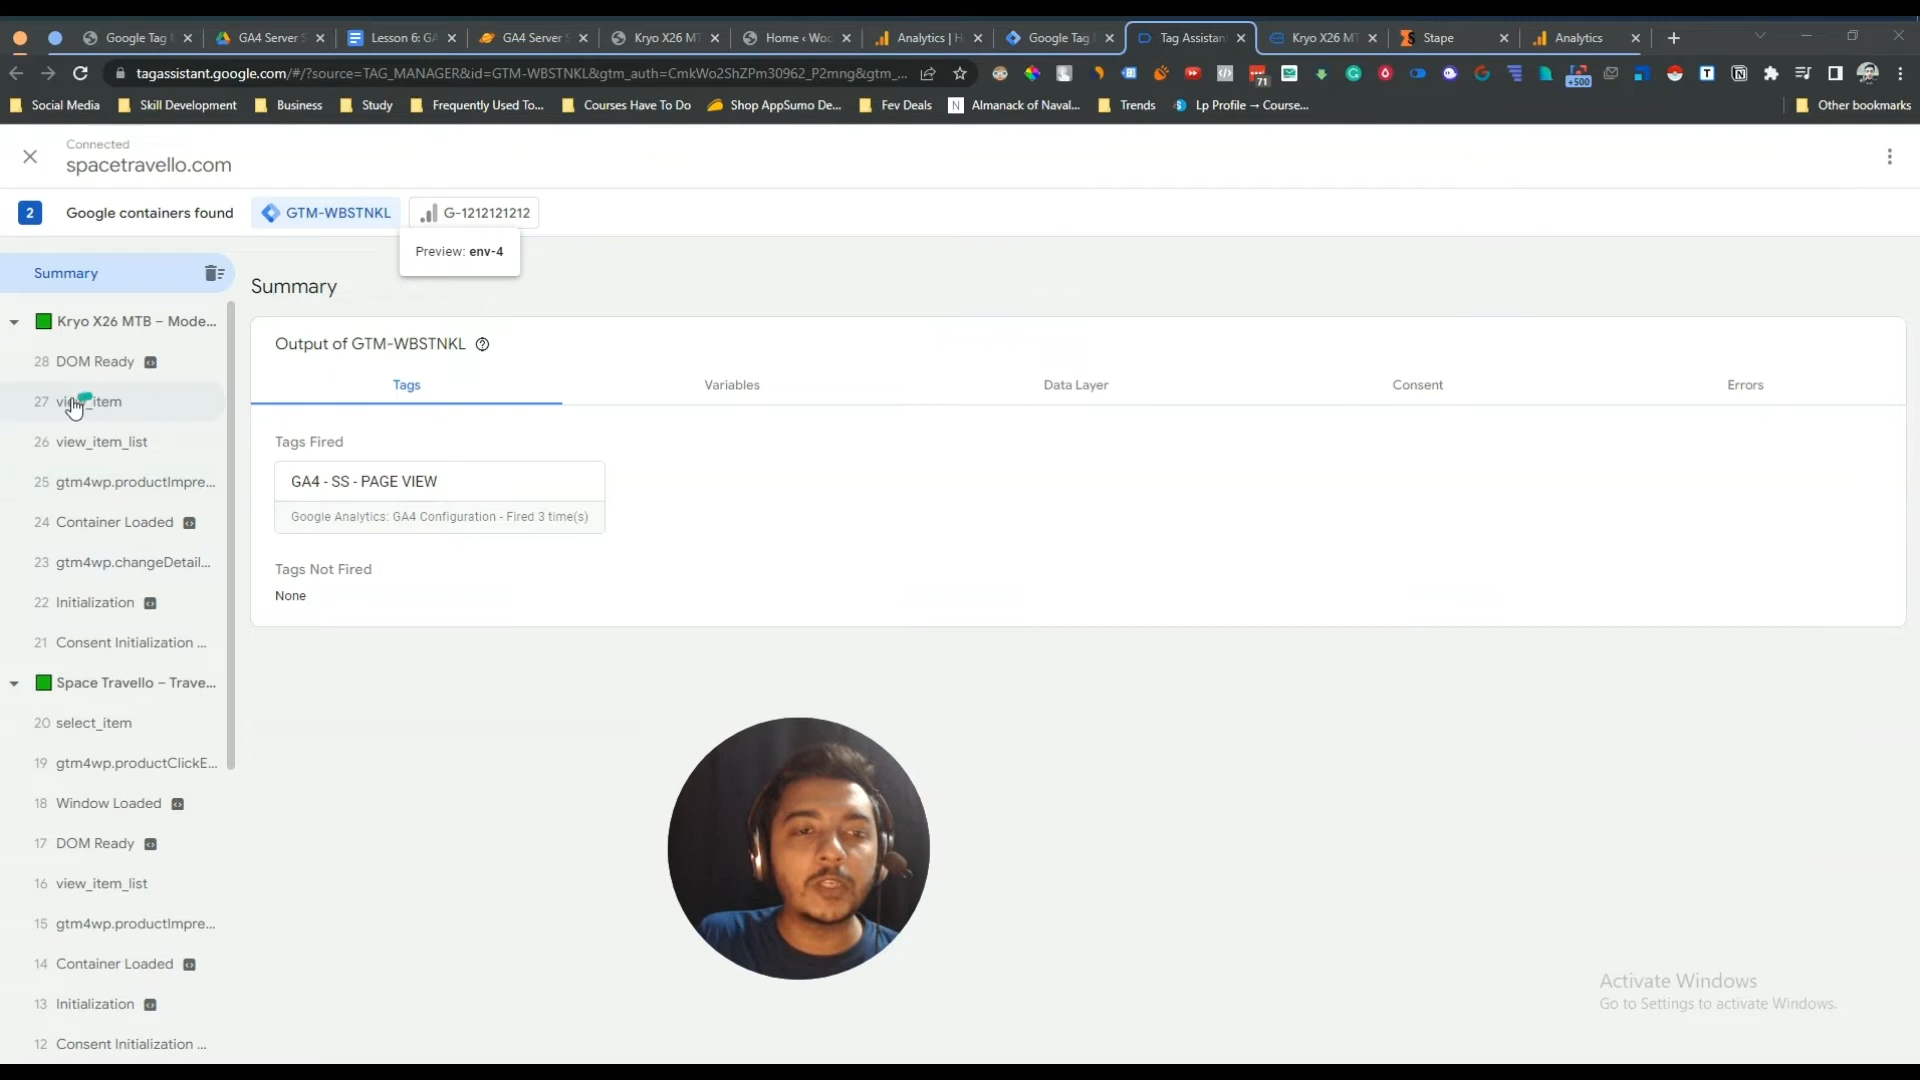 Google Tag
GA4 Server
Lesson 6: GA
GA4 Server
Kryo X26 MT
Home ‹ Woo
Analytics | H
Google Tag
Tag Assistan
Kryo X26 MT
Stape
Analytics
tagassistant.google.com/#/?source=TAG_MANAGER&id=GTM-WBSTNKL&gtm_auth=CmkWo2ShZPm30962_P2mng&gtm_...
71
+500
Social Media
Skill Development
Business
Study
Frequently Used To...
Courses Have To Do
Shop AppSumo De...
Fev Deals
Almanack of Naval...
Trends
Lp Profile → Course...
Other bookmarks
Connected
spacetravello.com
2
Google containers found
GTM-WBSTNKL
G-1212121212
Preview: env-4
Summary
Kryo X26 MTB – Mode...
28 DOM Ready
27 view_item
26 view_item_list
25 gtm4wp.productImpre...
24 Container Loaded
23 gtm4wp.changeDetail...
22 Initialization
21 Consent Initialization ...
Space Travello – Trave...
20 select_item
19 gtm4wp.productClickE...
18 Window Loaded
17 DOM Ready
16 view_item_list
15 gtm4wp.productImpre...
14 Container Loaded
13 Initialization
12 Consent Initialization ...
Summary
Output of GTM-WBSTNKL
Tags
Variables
Data Layer
Consent
Errors
Tags Fired
GA4 - SS - PAGE VIEW
Google Analytics: GA4 Configuration - Fired 3 time(s)
Tags Not Fired
None
Activate Windows
Go to Settings to activate Windows.